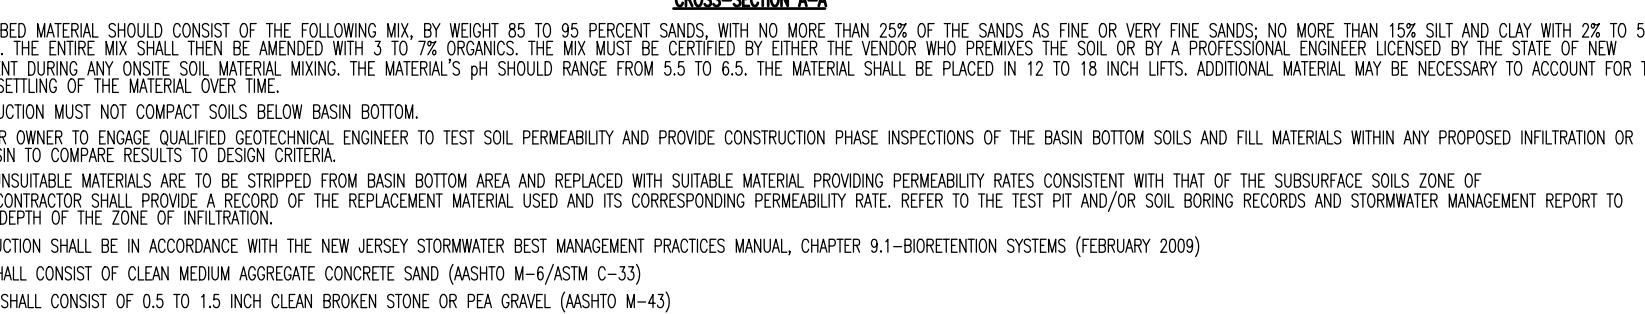 CROSS-SECTION A-A
BED MATERIAL SHOULD CONSIST OF THE FOLLOWING MIX, BY WEIGHT 85 TO 95 PERCENT SANDS, WITH NO MORE THAN 25% OF THE SANDS AS FINE OR VERY FINE SANDS; NO MORE THAN 15% SILT AND CLAY WITH 2% TO 5
. THE ENTIRE MIX SHALL THEN BE AMENDED WITH 3 TO 7% ORGANICS. THE MIX MUST BE CERTIFIED BY EITHER THE VENDOR WHO PREMIXES THE SOIL OR BY A PROFESSIONAL ENGINEER LICENSED BY THE STATE OF NEW
ENT DURING ANY ONSITE SOIL MATERIAL MIXING. THE MATERIAL'S pH SHOULD RANGE FROM 5.5 TO 6.5. THE MATERIAL SHALL BE PLACED IN 12 TO 18 INCH LIFTS. ADDITIONAL MATERIAL MAY BE NECESSARY TO ACCOUNT FOR
SETTLING OF THE MATERIAL OVER TIME.
UCTION MUST NOT COMPACT SOILS BELOW BASIN BOTTOM.
R OWNER TO ENGAGE QUALIFIED GEOTECHNICAL ENGINEER TO TEST SOIL PERMEABILITY AND PROVIDE CONSTRUCTION PHASE INSPECTIONS OF THE BASIN BOTTOM SOILS AND FILL MATERIALS WITHIN ANY PROPOSED INFILTRATION OR
SIN TO COMPARE RESULTS TO DESIGN CRITERIA.
UNSUITABLE MATERIALS ARE TO BE STRIPPED FROM BASIN BOTTOM AREA AND REPLACED WITH SUITABLE MATERIAL PROVIDING PERMEABILITY RATES CONSISTENT WITH THAT OF THE SUBSURFACE SOILS ZONE OF
CONTRACTOR SHALL PROVIDE A RECORD OF THE REPLACEMENT MATERIAL USED AND ITS CORRESPONDING PERMEABILITY RATE. REFER TO THE TEST PIT AND/OR SOIL BORING RECORDS AND STORMWATER MANAGEMENT REPORT TO
DEPTH OF THE ZONE OF INFILTRATION.
UCTION SHALL BE IN ACCORDANCE WITH THE NEW JERSEY STORMWATER BEST MANAGEMENT PRACTICES MANUAL, CHAPTER 9.1-BIORETENTION SYSTEMS (FEBRUARY 2009)
HALL CONSIST OF CLEAN MEDIUM AGGREGATE CONCRETE SAND (AASHTO M-6/ASTM C-33)
SHALL CONSIST OF 0.5 TO 1.5 INCH CLEAN BROKEN STONE OR PEA GRAVEL (AASHTO M-43)